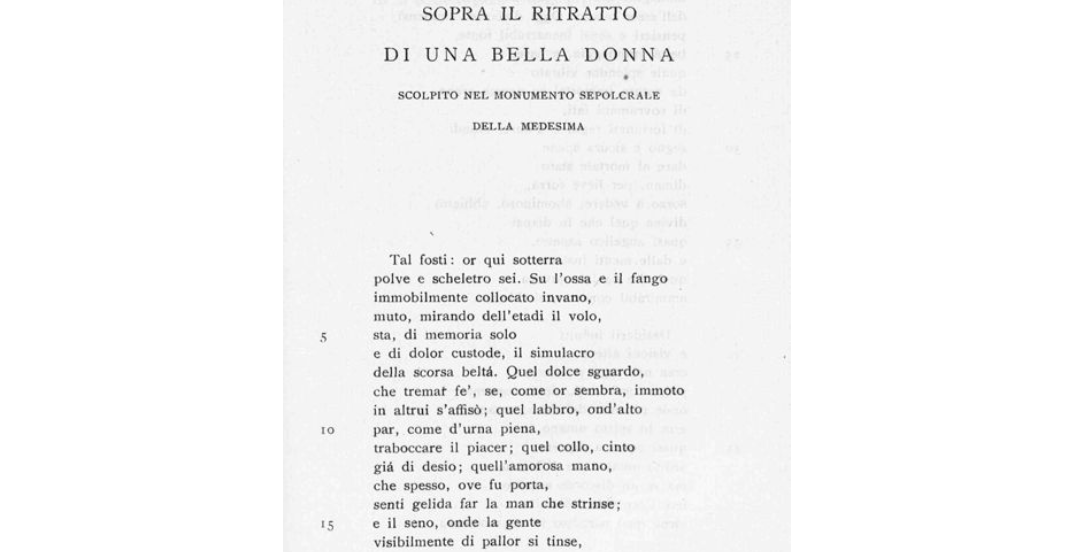 SOPRA IL RITRATTO
DI UNA BELLA DONNA
SCOLPITO NEL MONUMENTO SEPOLCRALE
DELLA MEDESIMA
Tal fosti: or qui sotterra
polve e scheletro sei. Su l'ossa e il fango
immobilmente collocato invano,
muto, mirando dell'etadi il volo,
5 sta, di memoria solo
e di dolor custode, il simulacro
della scorsa beltá. Quel dolce sguardo,
che tremar fe', se, come or sembra, immoto
in altrui s'affisò; quel labbro, ond'alto
10 par, come d'urna piena,
traboccare il piacer; quel collo, cinto
giá di desio; quell'amorosa mano,
che spesso, ove fu porta,
sentí gelida far la man che strinse;
15 e il seno, onde la gente
visibilmente di pallor si tinse,